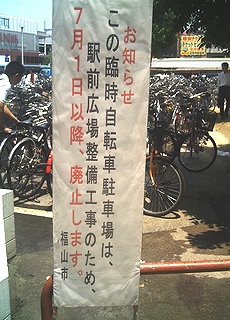 お知らせ
この臨時自転車駐車場は、
駅前広場整備工事のため、
7月1日以降、廃止します。
福山市